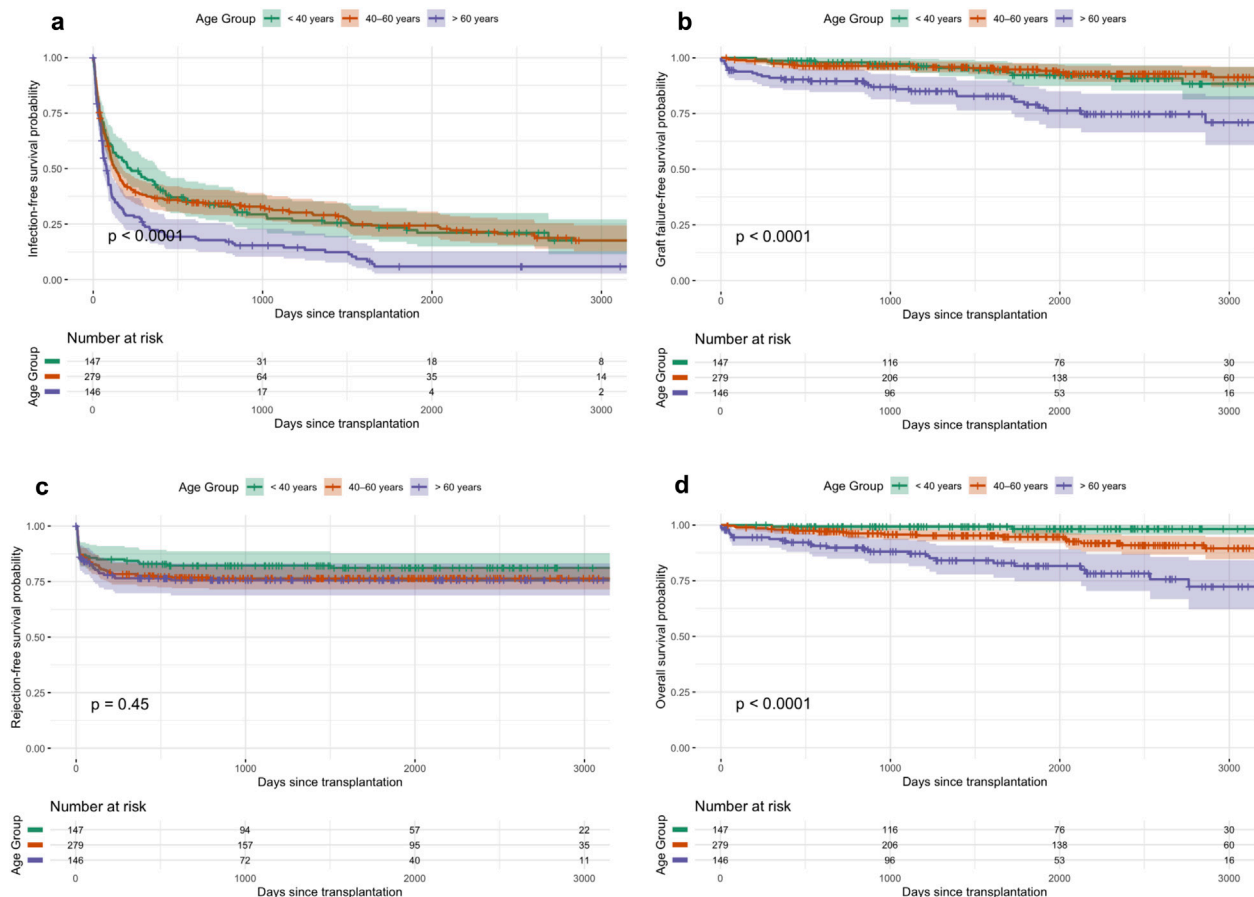 a
Age Group < 40 years 40–60 years > 60 years
Infection-free survival probability
1.00
0.75
0.50
0.25
0.00
p < 0.0001
0 1000 2000 3000
Days since transplantation
Number at risk
Age Group
147 31 18 8
279 64 35 14
146 17 4 2
0 1000 2000 3000
Days since transplantation
b
Age Group < 40 years 40–60 years > 60 years
Graft failure-free survival probability
1.00
0.75
0.50
0.25
0.00
p < 0.0001
0 1000 2000 3000
Days since transplantation
Number at risk
Age Group
147 116 76 30
279 206 138 60
146 96 53 16
0 1000 2000 3000
Days since transplantation
c
Age Group < 40 years 40–60 years > 60 years
Rejection-free survival probability
1.00
0.75
0.50
0.25
0.00
p = 0.45
0 1000 2000 3000
Days since transplantation
Number at risk
Age Group
147 94 57 22
279 157 95 35
146 72 40 11
0 1000 2000 3000
Days since transplantation
d
Age Group < 40 years 40–60 years > 60 years
Overall survival probability
1.00
0.75
0.50
0.25
0.00
p < 0.0001
0 1000 2000 3000
Days since transplantation
Number at risk
Age Group
147 116 76 30
279 206 138 60
146 96 53 16
0 1000 2000 3000
Days since transplantation